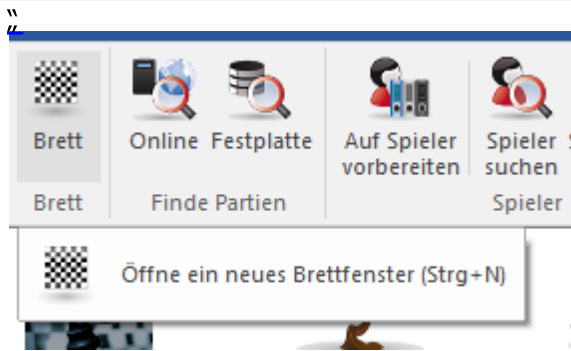 “
Brett
Online
Festplatte
Auf Spieler
vorbereiten
Spieler
suchen
Brett
Finde Partien
Spieler
Öffne ein neues Brettfenster (Strg+N)